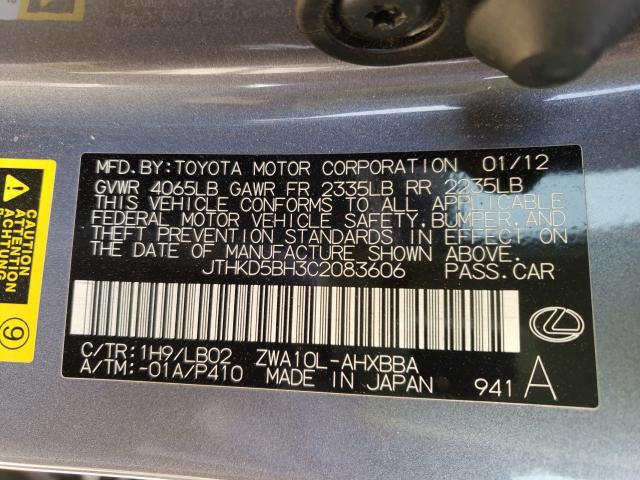 MFD.BY:TOYOTA MOTOR CORPORATION 01/12
GVWR 4065LB GAWR FR 2335LB RR 2235LB
THIS VEHICLE CONFORMS TO ALL APPLICABLE
FEDERAL MOTOR VEHICLE SAFETY,BUMPER,AND
THEFT PREVENTION STANDARDS IN EFFECT ON
THE DATE OF MANUFACTURE SHOWN ABOVE.
JTHKD5BH3C2083606 PASS.CAR
C/TR:1H9/LB02 ZWA10L-AHXBBA
A/TM:-01A/P410 MADE IN JAPAN 941 A
CAUTION
9